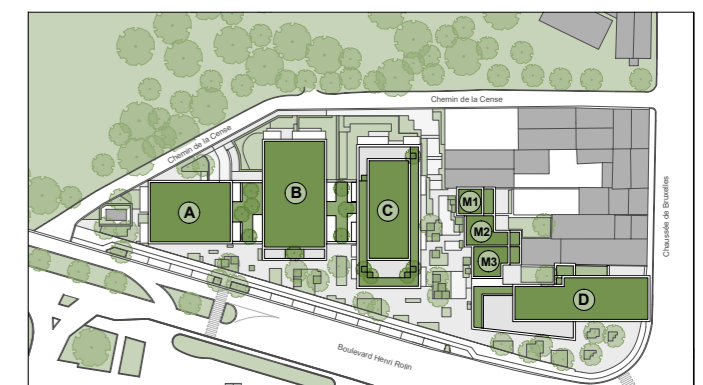 Chemin de la Cense
Chemin de la Cense
Chaussée de Bruxelles
A
B
C
M1
M2
M3
D
Boulevard Henri Rolin